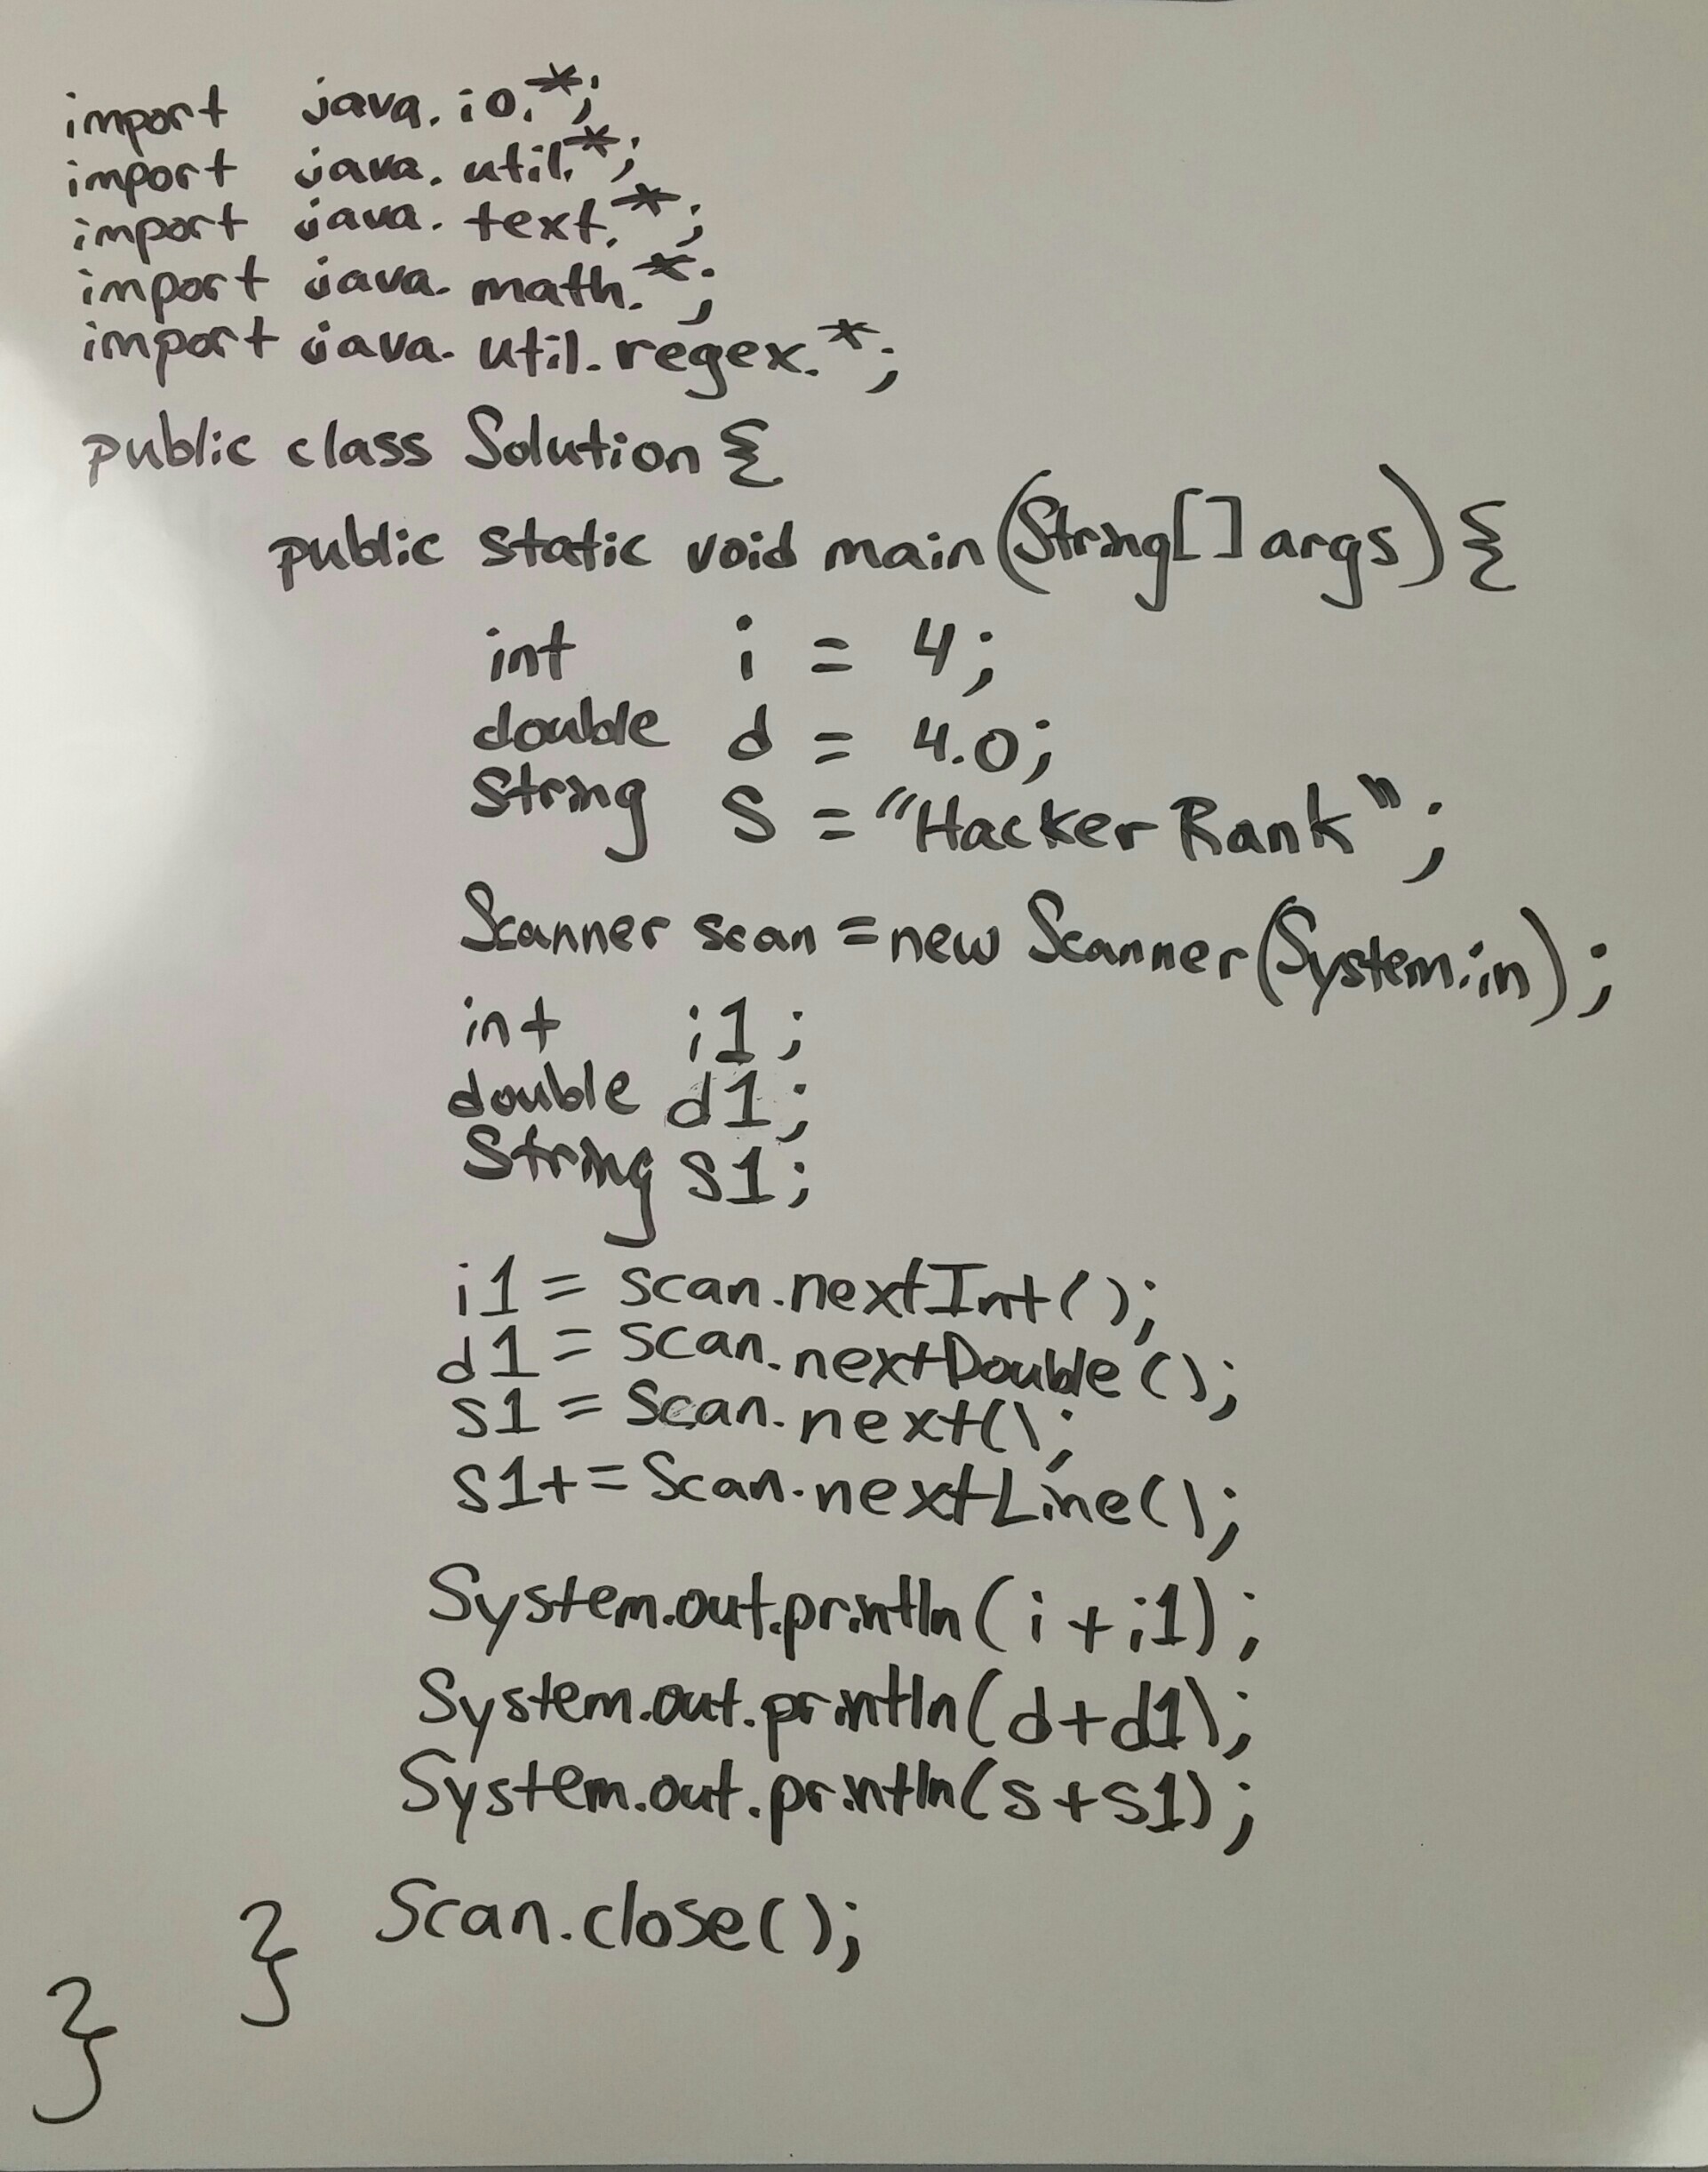 import java.io.*;
import java.util.*;
import java.text.*;
import java.math.*;
import java.util.regex.*;
public class Solution {
public static void main(String[] args) {
int i = 4;
double d = 4.0;
String s = "Hacker Rank";
Scanner scan = new Scanner(System.in);
int i1;
double d1;
String s1;
i1 = scan.nextInt();
d1 = scan.nextDouble();
s1 = scan.next();
s1+= scan.nextLine();
System.out.println(i+i1);
System.out.println(d+d1);
System.out.println(s+s1);
Scan.close();
}
}